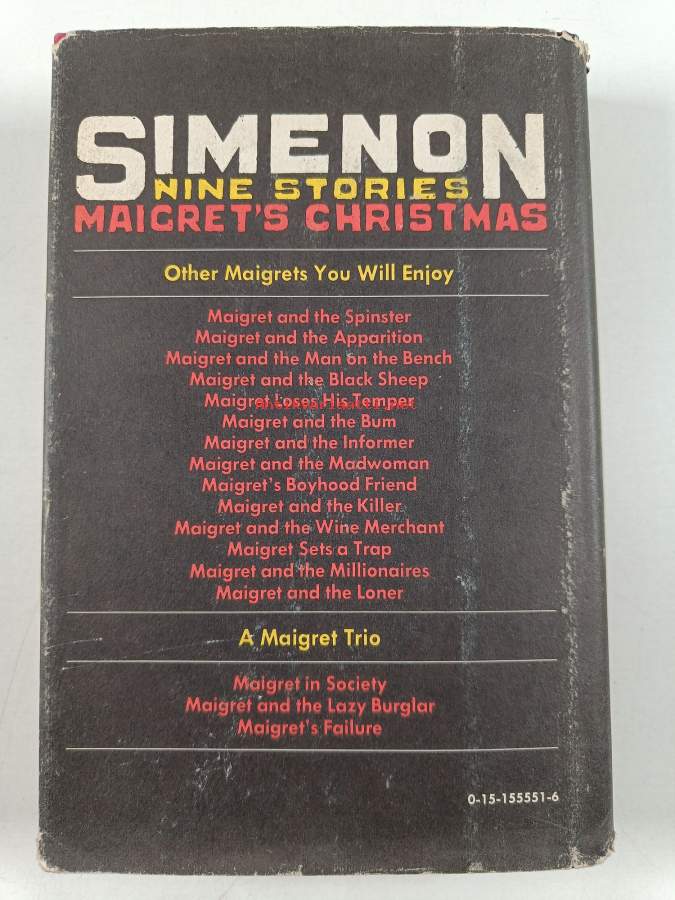 SIMENON
NINE STORIES
MAIGRET'S CHRISTMAS
Other Maigrets You Will Enjoy
Maigret and the Spinster
Maigret and the Apparition
Maigret and the Man on the Bench
Maigret and the Black Sheep
Maigret Loses His Temper
Maigret and the Bum
Maigret and the Informer
Maigret and the Madwoman
Maigret's Boyhood Friend
Maigret and the Killer
Maigret and the Wine Merchant
Maigret Sets a Trap
Maigret and the Millionaires
Maigret and the Loner
A Maigret Trio
Maigret in Society
Maigret and the Lazy Burglar
Maigret's Failure
0-15-155551-6